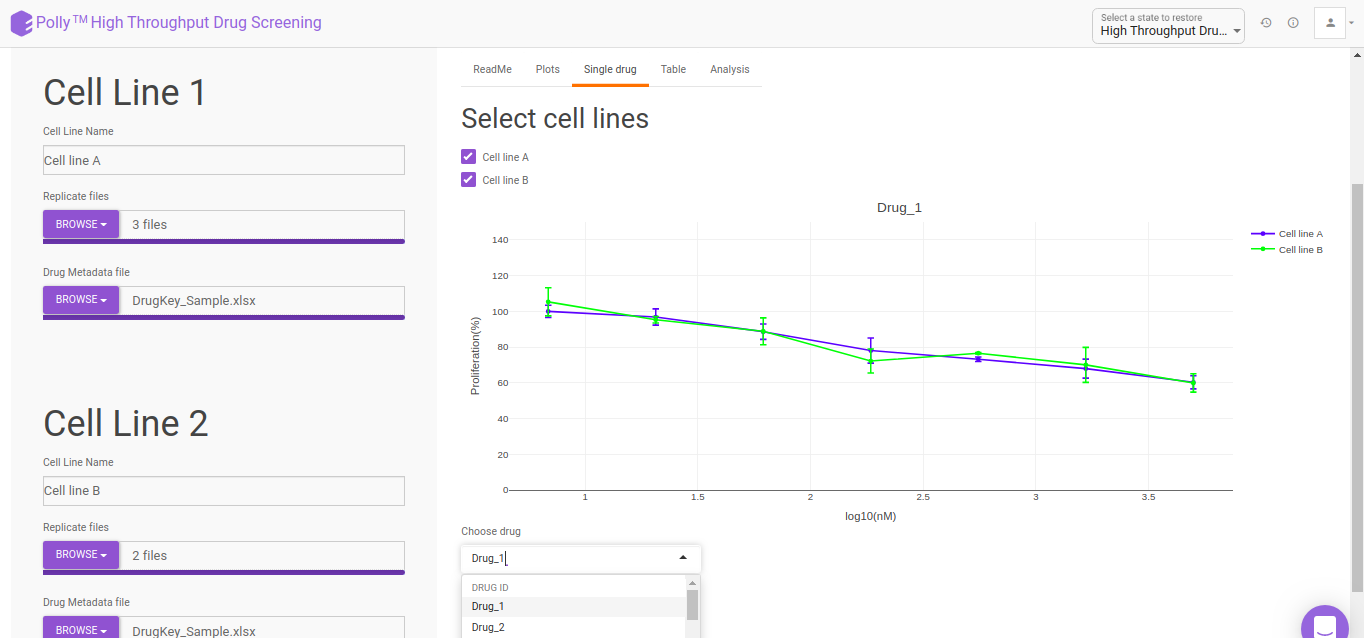 Polly™ High Throughput Drug Screening
Select a state to restore
High Throughput Dru...
Cell Line 1
Cell Line Name
Cell line A
Replicate files
BROWSE 3 files
Drug Metadata file
BROWSE DrugKey_Sample.xlsx
Cell Line 2
Cell Line Name
Cell line B
Replicate files
BROWSE 2 files
Drug Metadata file
BROWSE DrugKey_Sample.xlsx
ReadMe Plots Single drug Table Analysis
Select cell lines
Cell line A
Cell line B
Drug_1
Cell line A
Cell line B
Proliferation(%)
140
120
100
80
60
40
20
0
1 1.5 2 2.5 3 3.5
log10(nM)
Choose drug
Drug_1
DRUG ID
Drug_1
Drug_2